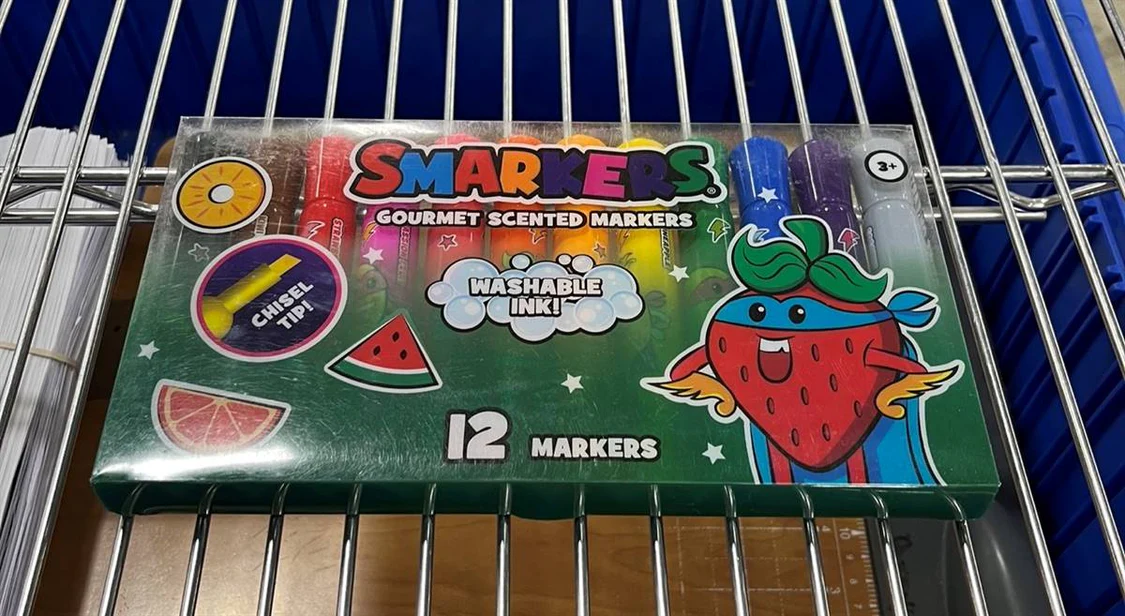 SMARKERS®
GOURMET SCENTED MARKERS
3+
WASHABLE
INK!
CHISEL
TIP!
12 MARKERS